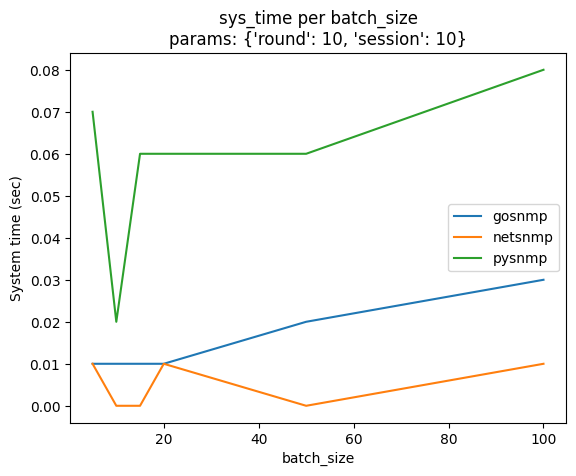 sys_time per batch_size
params: {'round': 10, 'session': 10}
0.08
0.07
0.06
0.05
0.04
0.03
0.02
0.01
0.00
System time (sec)
gosnmp
netsnmp
pysnmp
20
40
60
80
100
batch_size